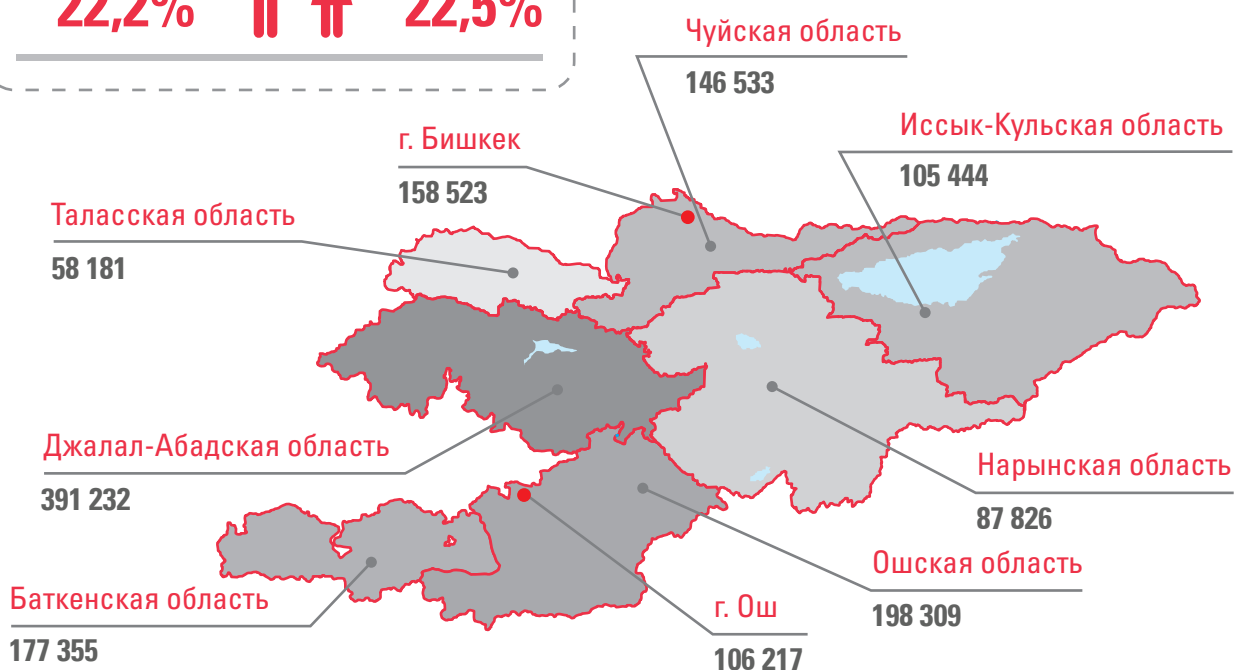 22,2% 22,5%
Чуйская область
146 533
Иссык-Кульская область
105 444
г. Бишкек
158 523
Таласская область
58 181
Джалал-Абадская область
391 232
Нарынская область
87 826
Ошская область
198 309
Баткенская область
177 355
г. Ош
106 217